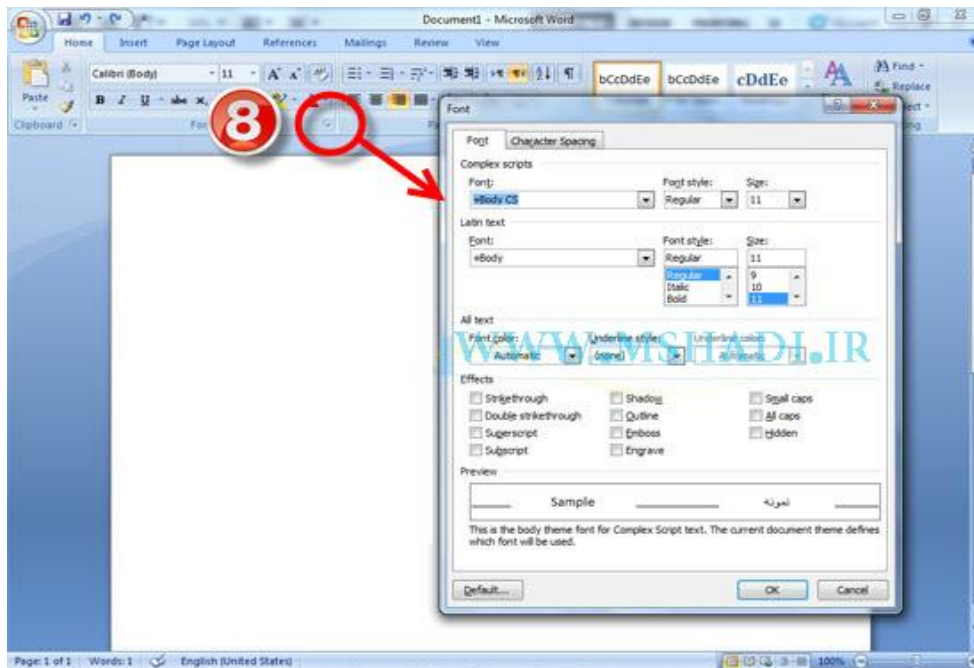 Document1 - Microsoft Word
Home Insert Page Layout References Mailings Review View
Calibri (Body) 11
Paste
B I U abc
bCcDdEe bCcDdEe cDdEe
Find
Replace
Clipboard
8
Font
Font Character Spacing
Complex scripts
Font: Font style: Size:
+Body CS Regular 11
Latin text
Font: Font style: Size:
+Body Regular 11
Regular 9
Italic 10
Bold 11
All text
Font color: Underline style: Underline color:
Automatic (none) Automatic
WWW.MSHADI.IR
Effects
Strikethrough Shadow Small caps
Double strikethrough Outline All caps
Superscript Emboss Hidden
Subscript Engrave
Preview
Sample نمونه
This is the body theme font for Complex Script text. The current document theme defines
which font will be used.
Default... OK Cancel
Page: 1 of 1 Words: 1 English (United States) 100%